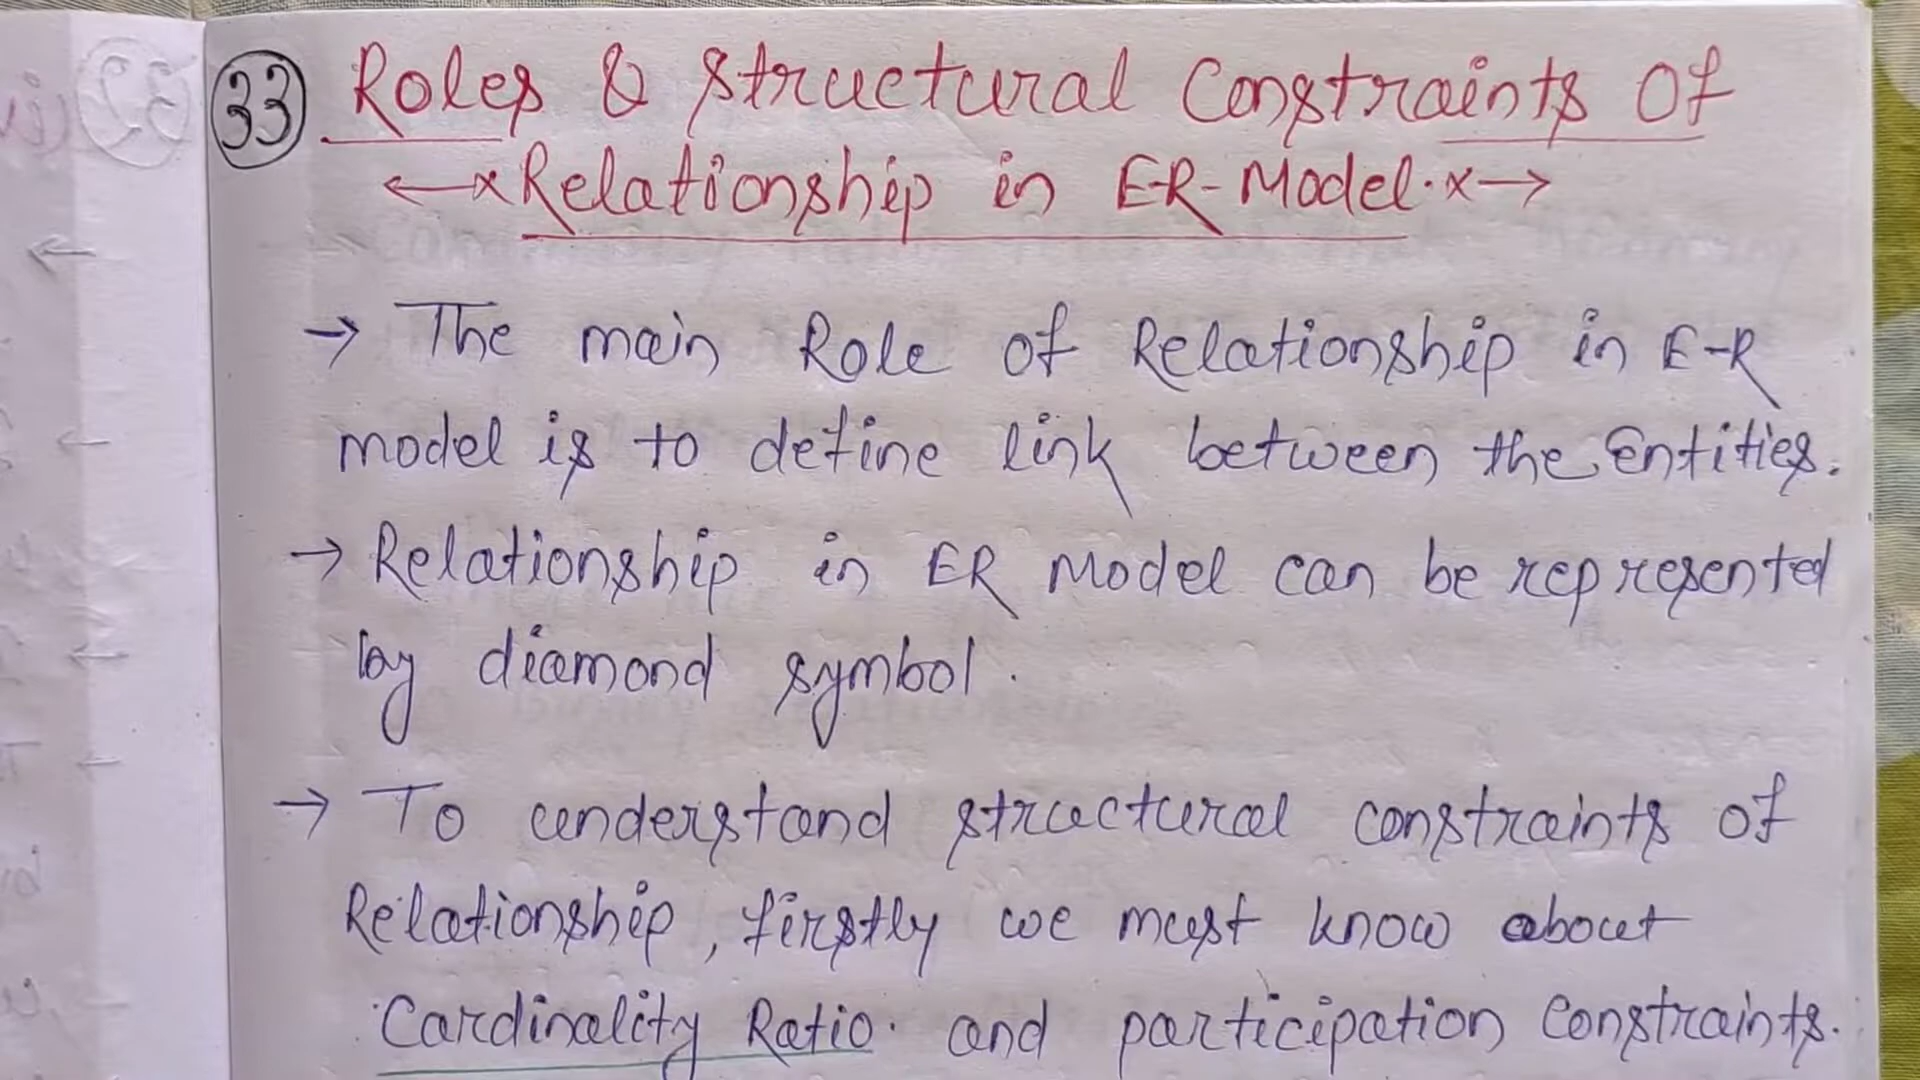 33 Roles & Structural Constraints Of
Relationship in E-R-Model.
→ The main Role of Relationship in E-R
model is to define link between the Entities.
→ Relationship in ER Model can be represented
by diamond symbol.
→ To understand structural constraints of
Relationship, firstly we must know about
Cardinality Ratio and participation Constraints.